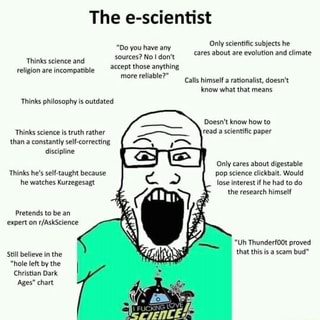 The e-scientist
"Do you have any
sources? No I don't
accept those anything
more reliable?"
Only scientific subjects he
cares about are evolution and climate
Thinks science and
religion are incompatible
Calls himself a rationalist, doesn't
know what that means
Thinks philosophy is outdated
Doesn't know how to
read a scientific paper
Thinks science is truth rather
than a constantly self-correcting
discipline
Only cares about digestable
pop science clickbait. Would
lose interest if he had to do
the research himself
Thinks he's self-taught because
he watches Kurzegesagt
Pretends to be an
expert on r/AskScience
"Uh Thunderf00t proved
that this is a scam bud"
Still believe in the
"hole left by the
Christian Dark
Ages" chart
I FUCKING LOVE
SCIENCE!